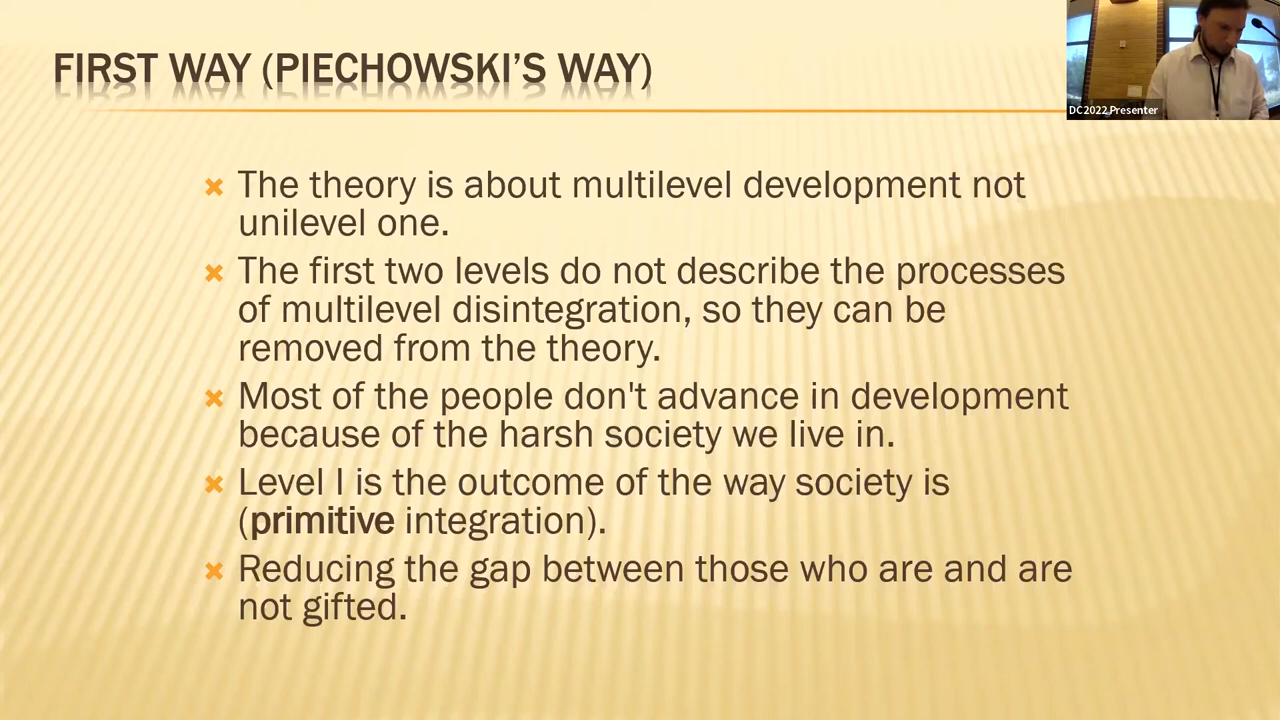 FIRST WAY (PIECHOWSKI'S WAY)
DC2022 Presenter
The theory is about multilevel development not
unilevel one.
The first two levels do not describe the processes
of multilevel disintegration, so they can be
removed from the theory.
Most of the people don't advance in development
because of the harsh society we live in.
Level I is the outcome of the way society is
(primitive integration).
Reducing the gap between those who are and are
not gifted.